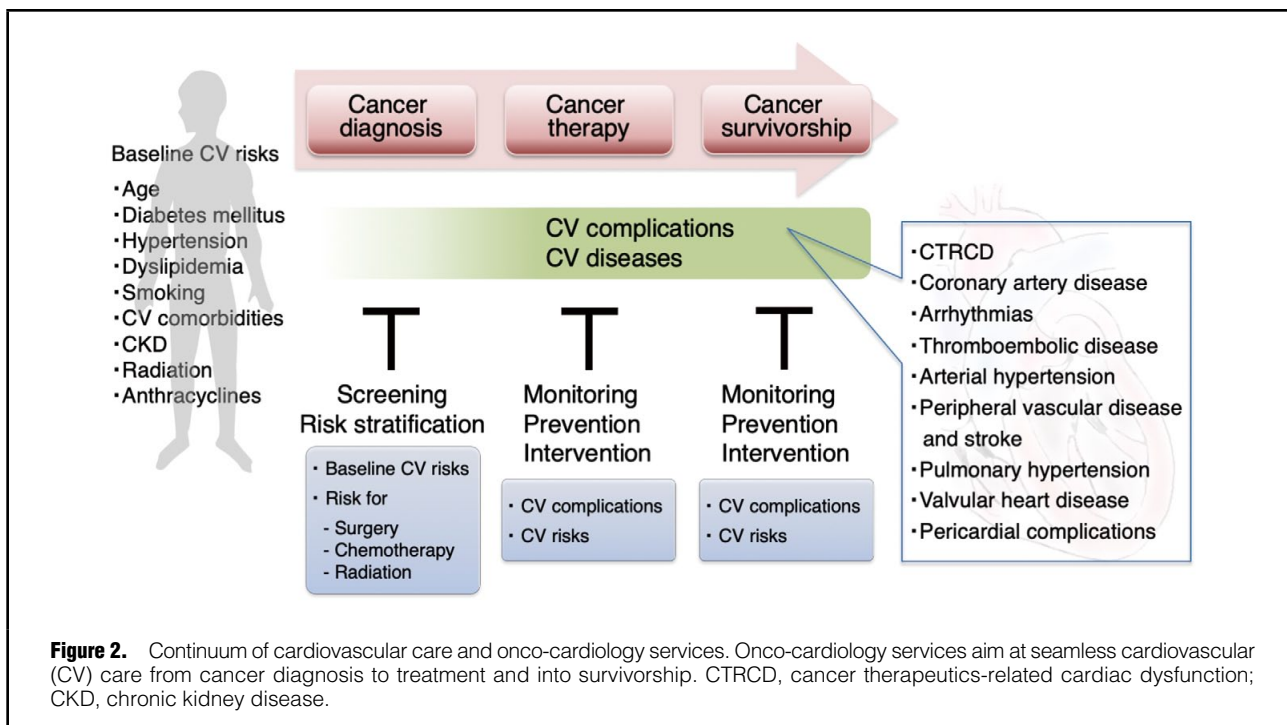 Cancer
diagnosis
Cancer
therapy
Cancer
survivorship
Baseline CV risks
・Age
・Diabetes mellitus
・Hypertension
・Dyslipidemia
・Smoking
・CV comorbidities
・CKD
・Radiation
・Anthracyclines
CV complications
CV diseases
Screening
Risk stratification
・ Baseline CV risks
・ Risk for
- Surgery
- Chemotherapy
- Radiation
Monitoring
Prevention
Intervention
・ CV complications
・ CV risks
Monitoring
Prevention
Intervention
・ CV complications
・ CV risks
・CTRCD
・Coronary artery disease
・Arrhythmias
・Thromboembolic disease
・Arterial hypertension
・Peripheral vascular disease
and stroke
・Pulmonary hypertension
・Valvular heart disease
・Pericardial complications
Figure 2. Continuum of cardiovascular care and onco-cardiology services. Onco-cardiology services aim at seamless cardiovascular
(CV) care from cancer diagnosis to treatment and into survivorship. CTRCD, cancer therapeutics-related cardiac dysfunction;
CKD, chronic kidney disease.